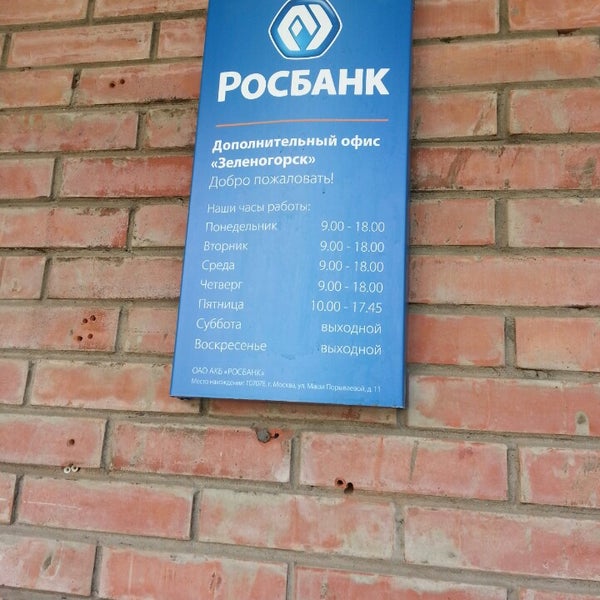 РОСБАНК
Дополнительный офис
«Зеленогорск»
Добро пожаловать!
Наши часы работы:
Понедельник 9.00 - 18.00
Вторник 9.00 - 18.00
Среда 9.00 - 18.00
Четверг 9.00 - 18.00
Пятница 10.00 - 17.45
Суббота выходной
Воскресенье выходной
ОАО АКБ «РОСБАНК»
Место нахождения: 107078, г. Москва, ул. Маши Порываевой, д. 11